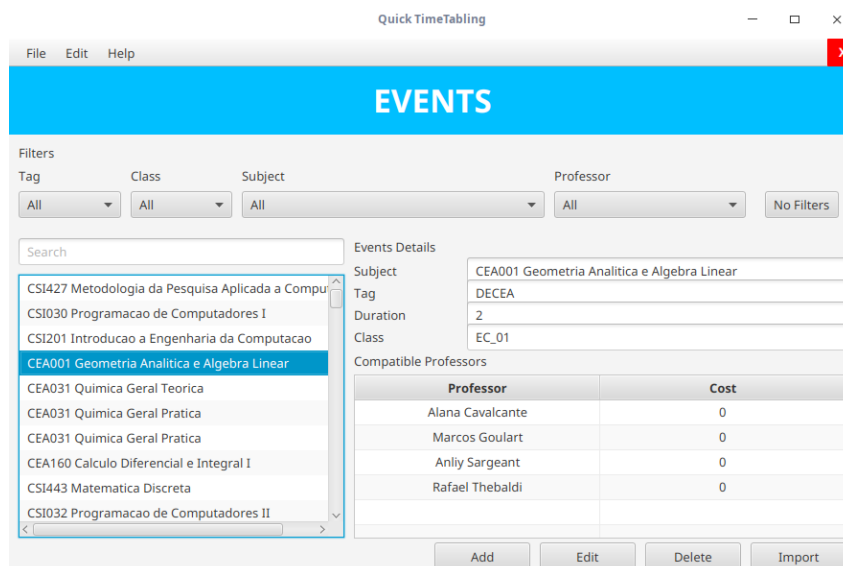 Quick TimeTabling
File Edit Help
X
EVENTS
Filters
Tag Class Subject Professor
All All All All No Filters
Search
CSI427 Metodologia da Pesquisa Aplicada a Comput
CSI030 Programacao de Computadores I
CSI201 Introducao a Engenharia da Computacao
CEA001 Geometria Analitica e Algebra Linear
CEA031 Quimica Geral Teorica
CEA031 Quimica Geral Pratica
CEA031 Quimica Geral Pratica
CEA160 Calculo Diferencial e Integral I
CSI443 Matematica Discreta
CSI032 Programacao de Computadores II
Events Details
Subject CEA001 Geometria Analitica e Algebra Linear
Tag DECEA
Duration 2
Class EC_01
Compatible Professors
Professor Cost
Alana Cavalcante 0
Marcos Goulart 0
Anliy Sargeant 0
Rafael Thebaldi 0
Add Edit Delete Import